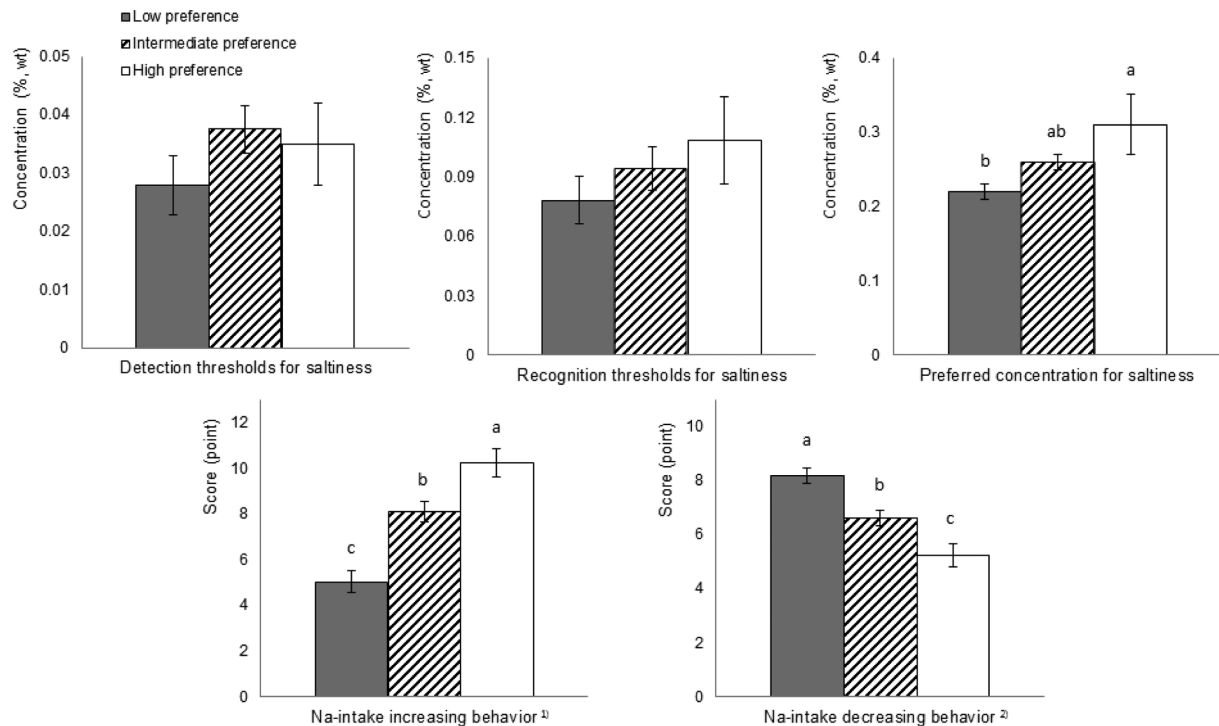 Low preference
Intermediate preference
High preference
Concentration (%, wt)
0.05
0.04
0.03
0.02
0.01
0
Detection thresholds for saltiness
Concentration (%, wt)
0.15
0.12
0.09
0.06
0.03
0
Recognition thresholds for saltiness
Concentration (%, wt)
0.4
0.3
0.2
0.1
0
b
ab
a
Preferred concentration for saltiness
Score (point)
12
10
8
6
4
2
0
c
b
a
Na-intake increasing behavior 1)
Score (point)
10
8
6
4
2
0
a
b
c
Na-intake decreasing behavior 2)